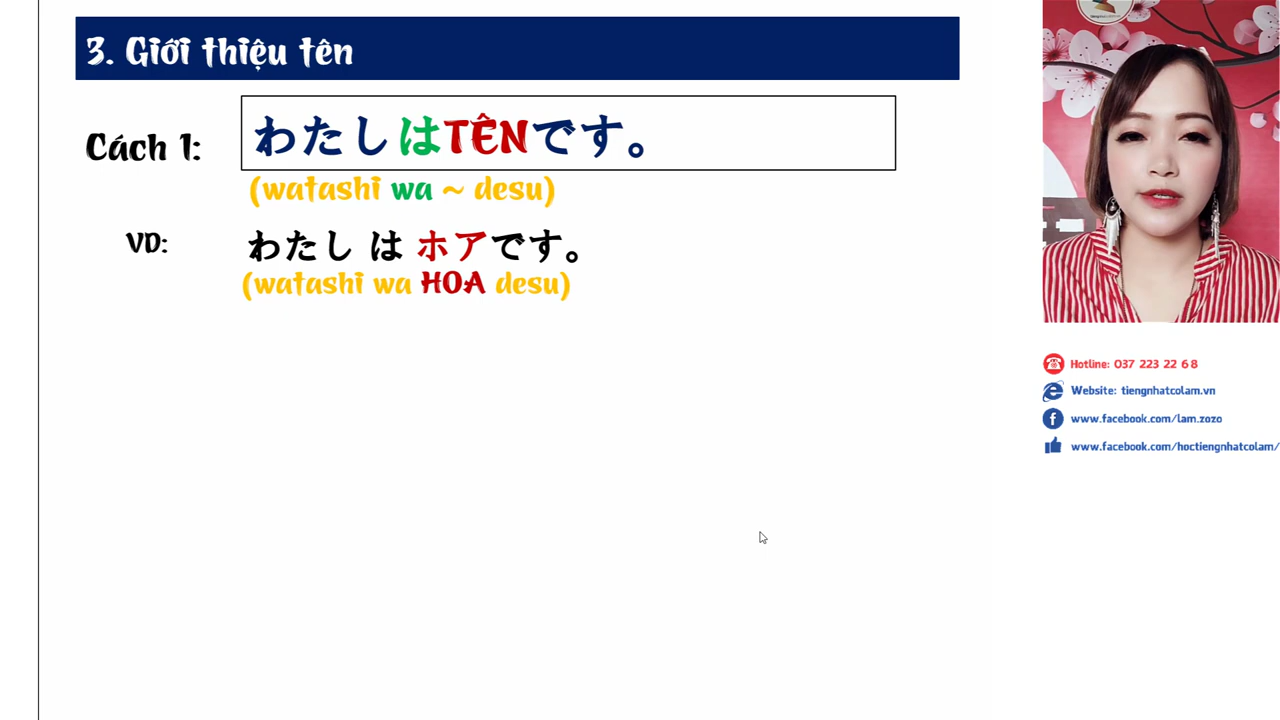 3. Giới thiệu tên
Cách 1:
わたしはTÊNです。
(watashi wa ~ desu)
VD:
わたし は ホアです。
(watashi wa HOA desu)
Hotline: 037 223 22 68
Website: tiengnhatcolam.vn
www.facebook.com/lam.zozo
www.facebook.com/hoctiengnhatcolam/